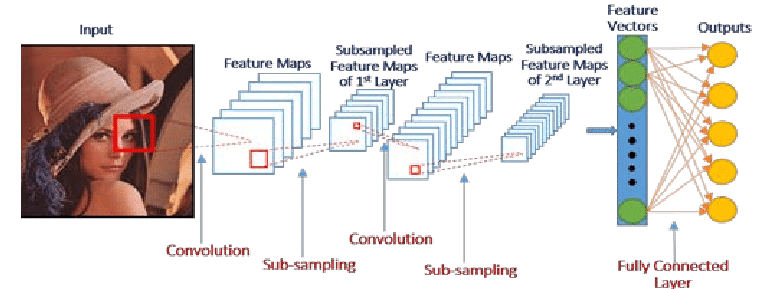 Input
Feature Maps
Subsampled
Feature Maps
of 1st Layer
Feature Maps
Subsampled
Feature Maps
of 2nd Layer
Feature
Vectors
Outputs
Convolution
Sub-sampling
Convolution
Sub-sampling
Fully Connected
Layer